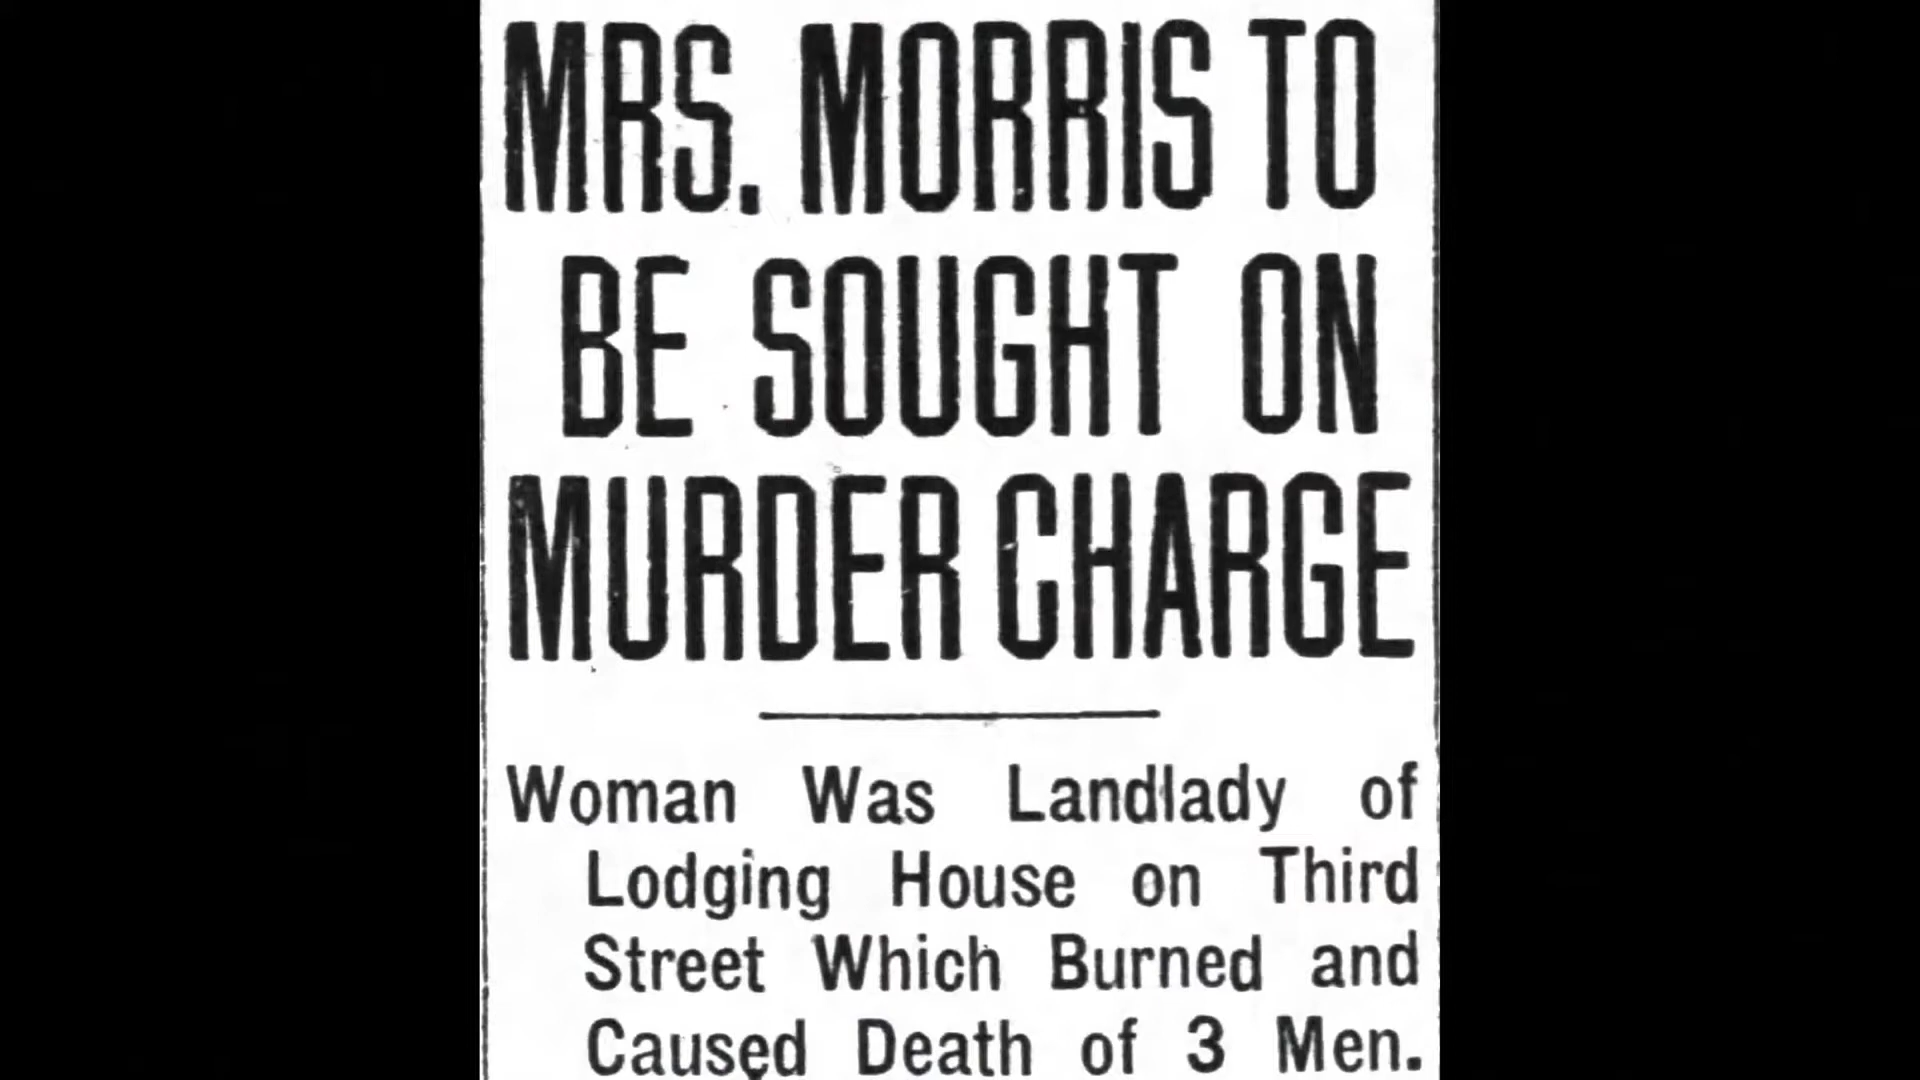 MRS. MORRIS TO
BE SOUGHT ON
MURDER CHARGE
Woman Was Landlady of
Lodging House on Third
Street Which Burned and
Caused Death of 3 Men.